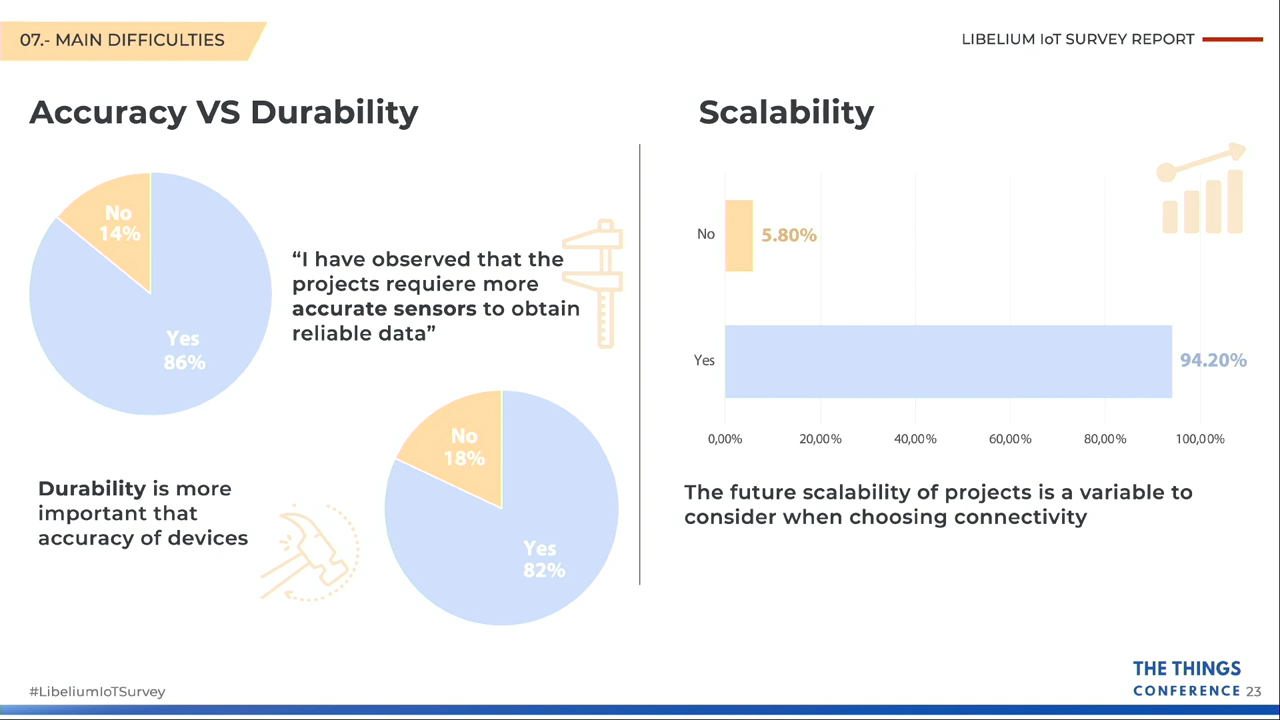 07.- MAIN DIFFICULTIES
LIBELIUM IoT SURVEY REPORT
Accuracy VS Durability
No
14%
Yes
86%
“I have observed that the
projects requiere more
accurate sensors to obtain
reliable data”
Durability is more
important that
accuracy of devices
No
18%
Yes
82%
Scalability
No
5.80%
Yes
94.20%
0,00% 20,00% 40,00% 60,00% 80,00% 100,00%
The future scalability of projects is a variable to
consider when choosing connectivity
#LibeliumIoTSurvey
THE THINGS
CONFERENCE 23